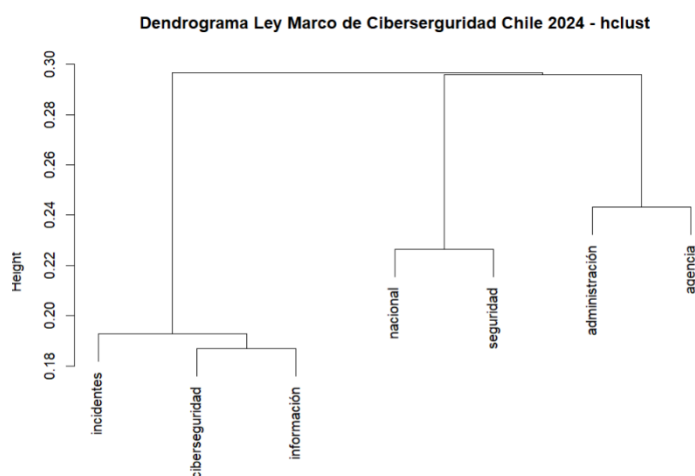 Dendrograma Ley Marco de Ciberserguridad Chile 2024 - hclust
Height
0.30
0.28
0.26
0.24
0.22
0.20
0.18
incidentes
ciberseguridad
información
nacional
seguridad
administración
agencia